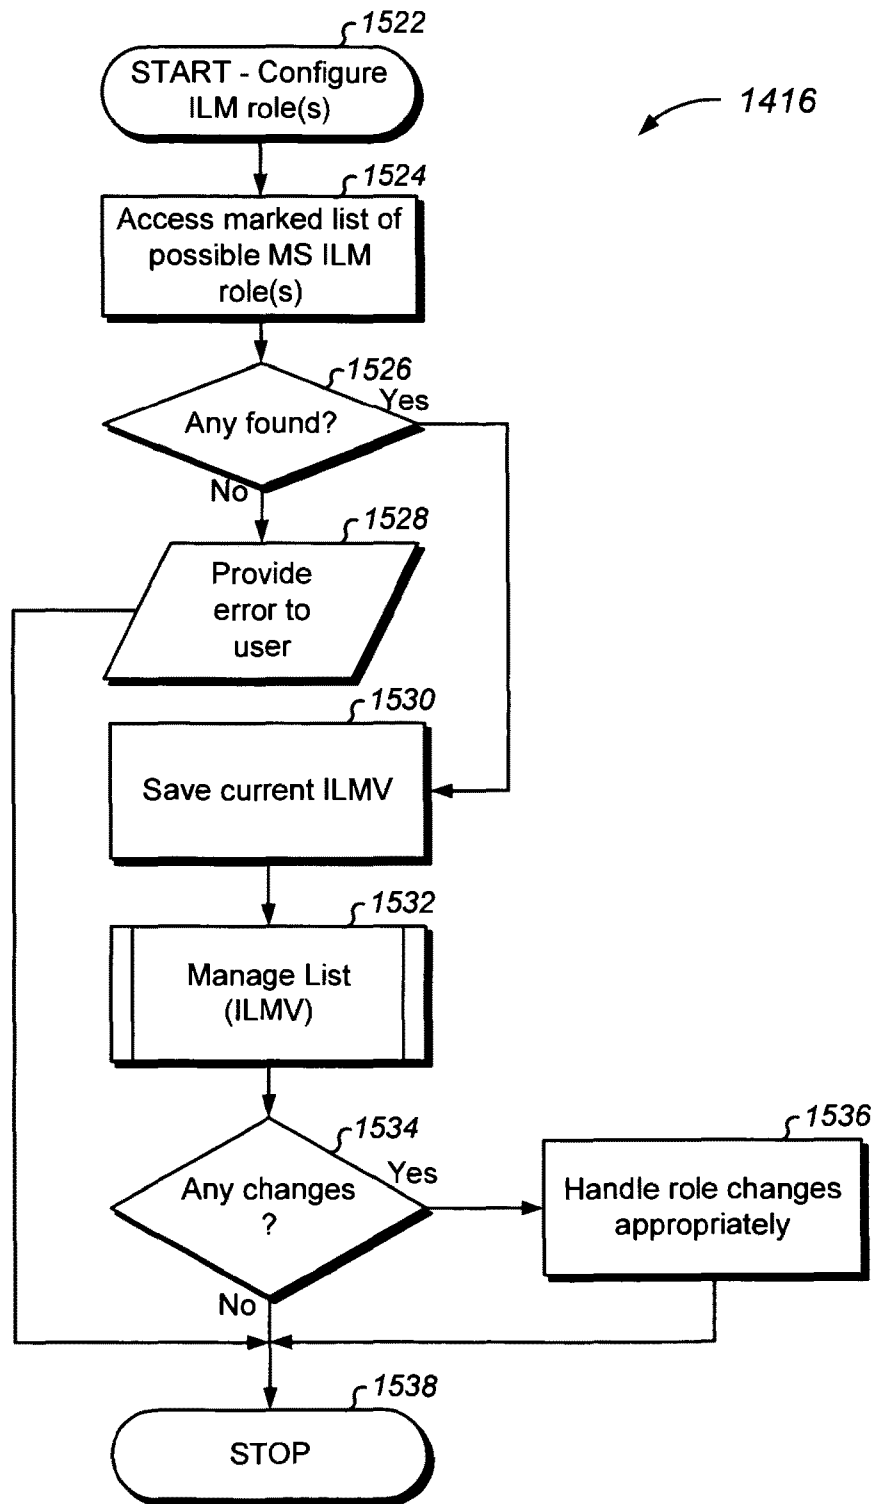 1522
START - Configure
ILM role(s)
1416
1524
Access marked list of
possible MS ILM
role(s)
1526
Yes
Any found?
No
1528
Provide
error to
user
1530
Save current ILMV
1532
Manage List
(ILMV)
1534
Yes
Any changes
?
No
1536
Handle role changes
appropriately
1538
STOP